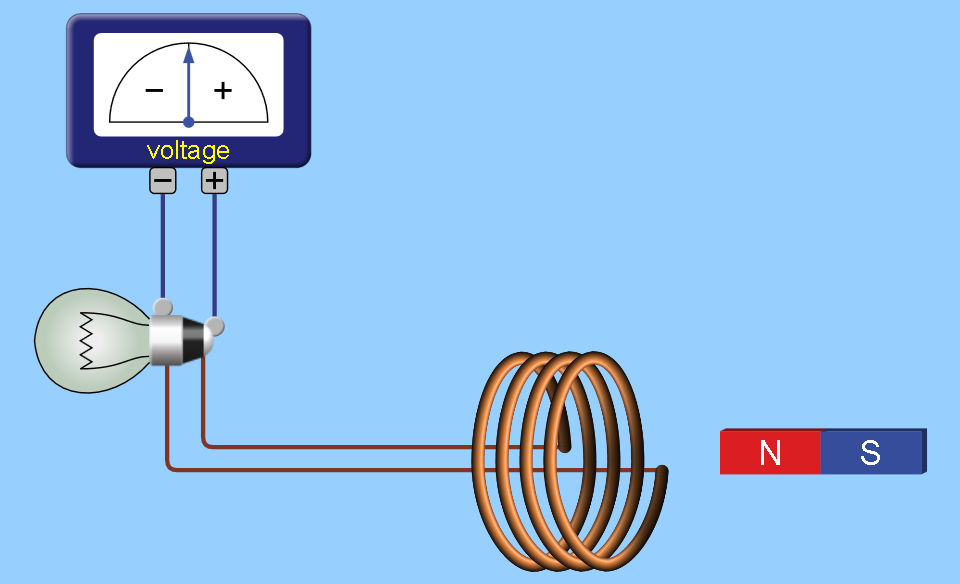 − +
voltage
− +
N S